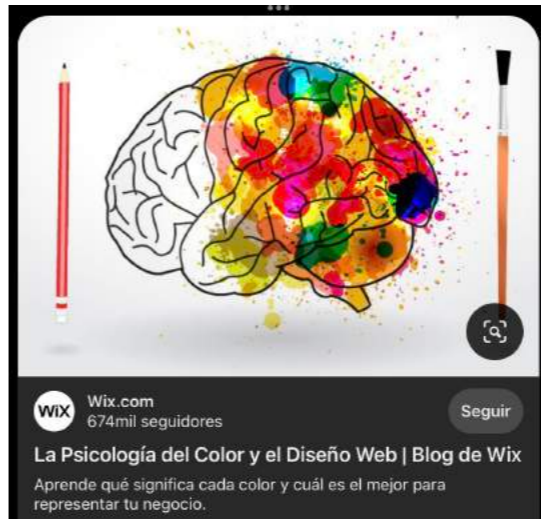 WiX
Wix.com
674mil seguidores
Seguir
La Psicología del Color y el Diseño Web | Blog de Wix
Aprende qué significa cada color y cuál es el mejor para
representar tu negocio.